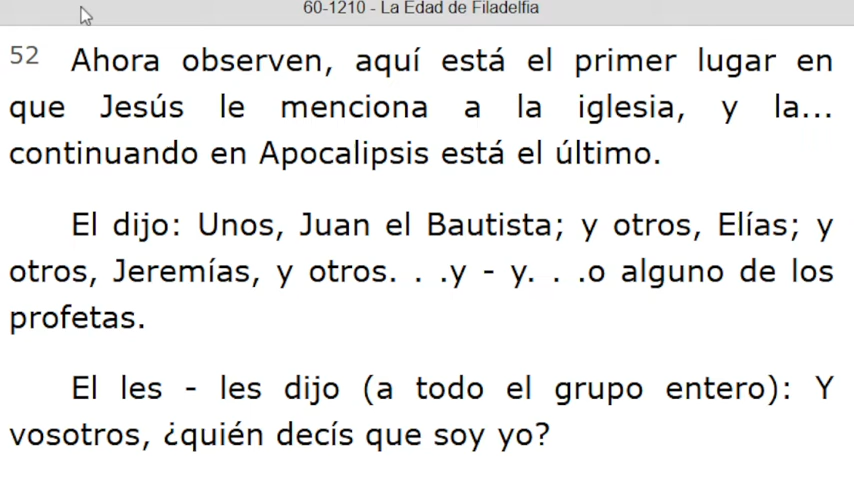 60-1210 - La Edad de Filadelfia
52 Ahora observen, aquí está el primer lugar en
que Jesús le menciona a la iglesia, y la...
continuando en Apocalipsis está el último.
El dijo: Unos, Juan el Bautista; y otros, Elías; y
otros, Jeremías, y otros. . .y - y. . .o alguno de los
profetas.
El les - les dijo (a todo el grupo entero): Y
vosotros, ¿quién decís que soy yo?